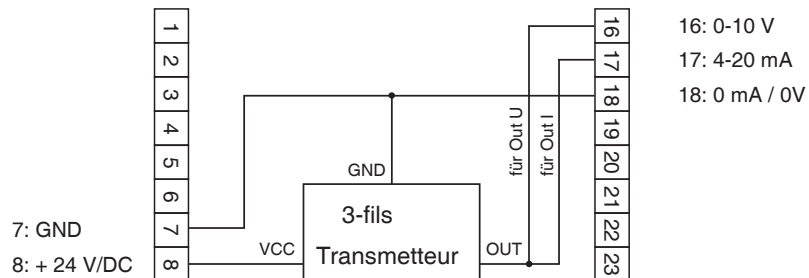 1
2
3
4
5
6
7
8
7: GND
8: + 24 V/DC
GND
VCC
3-fils
Transmetteur
OUT
für Out U
für Out I
16
17
18
19
20
21
22
23
16: 0-10 V
17: 4-20 mA
18: 0 mA / 0V